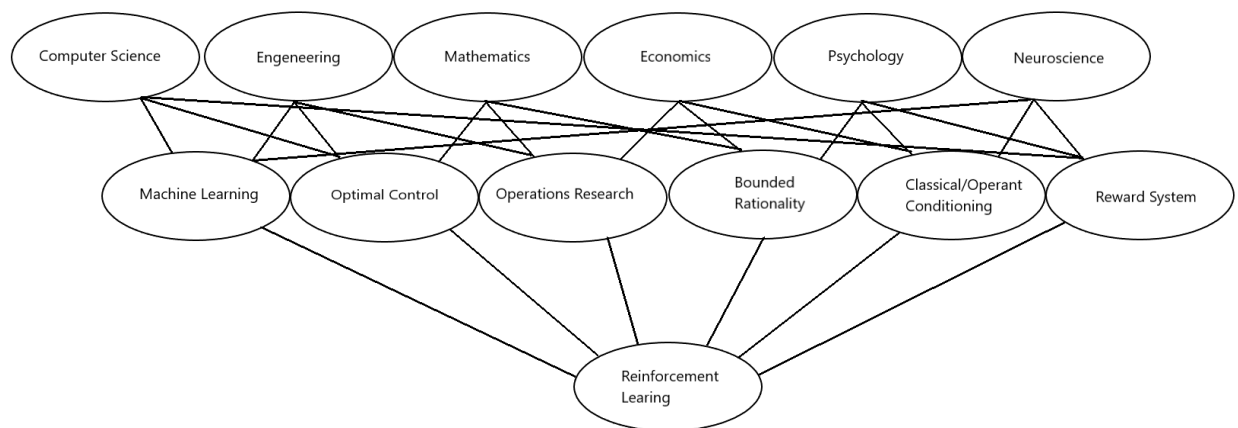 Computer Science
Engeneering
Mathematics
Economics
Psychology
Neuroscience
Machine Learning
Optimal Control
Operations Research
Bounded
Rationality
Classical/Operant
Conditioning
Reward System
Reinforcement
Learing